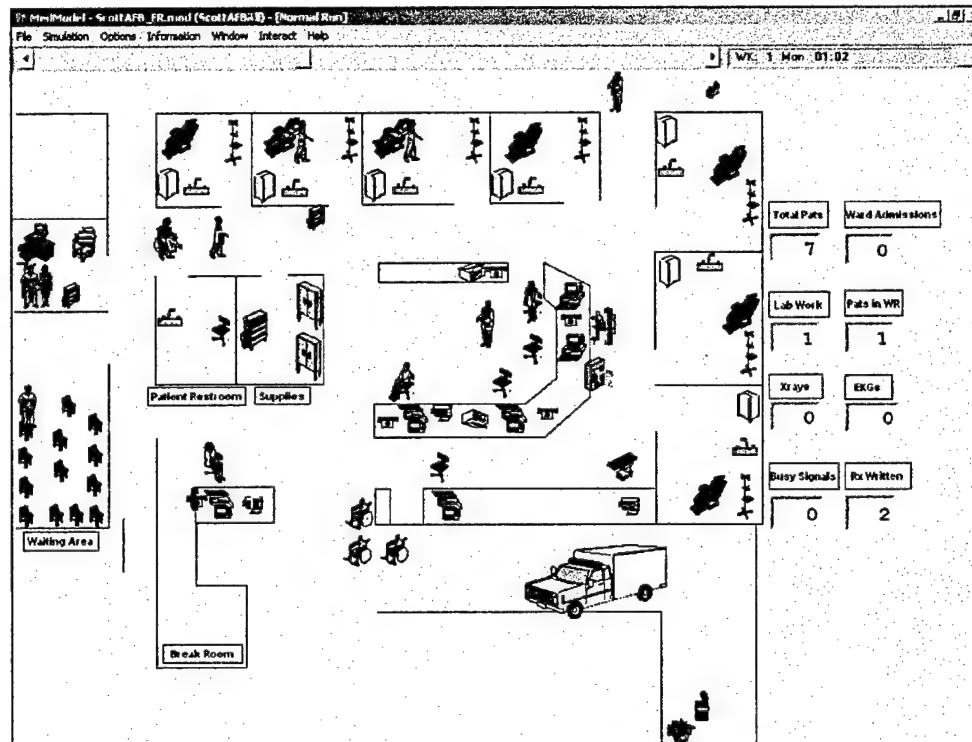 MedModel - ScottAFB_ER.mod (ScottAFB.MB) - [Normal Run]
File Simulation Options Information Window Interact Help
WK: 1 Mon 01:02
Total Pats Ward Admissions
7 0
Lab Work Pats in WR
1 1
Xrays EKGs
0 0
Patient Restroom Supplies
Busy Signals Rx Written
0 2
Waiting Area
Break Room